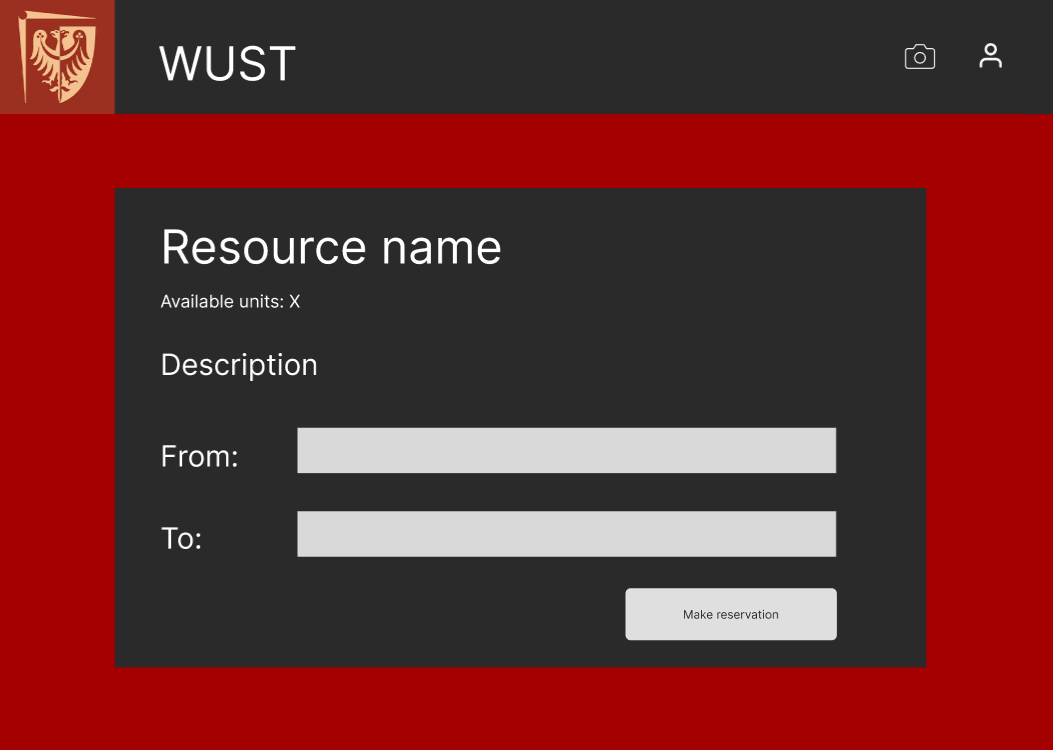 WUST
Resource name
Available units: X
Description
From:
To:
Make reservation